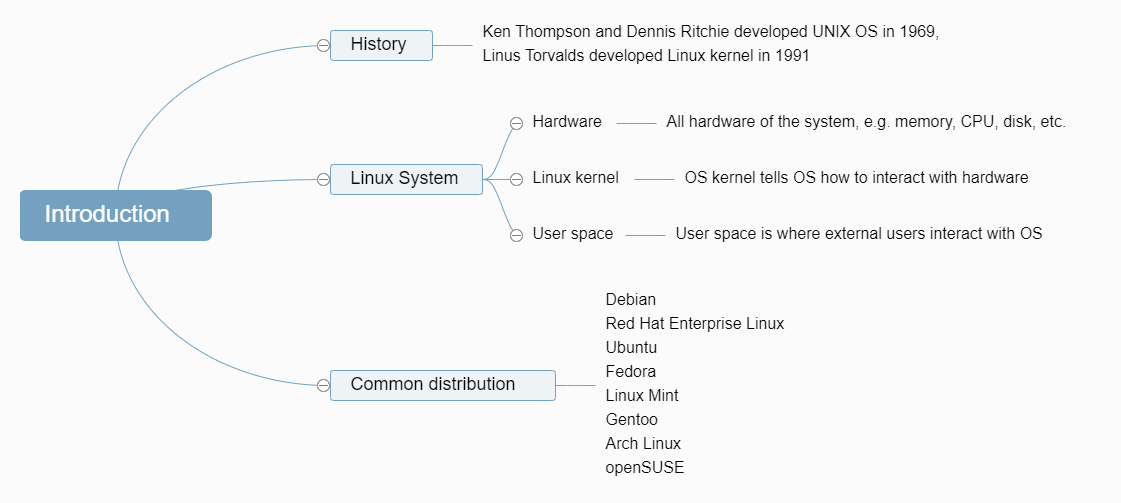 Introduction
History
Ken Thompson and Dennis Ritchie developed UNIX OS in 1969,
Linus Torvalds developed Linux kernel in 1991
Linux System
Hardware
All hardware of the system, e.g. memory, CPU, disk, etc.
Linux kernel
OS kernel tells OS how to interact with hardware
User space
User space is where external users interact with OS
Common distribution
Debian
Red Hat Enterprise Linux
Ubuntu
Fedora
Linux Mint
Gentoo
Arch Linux
openSUSE